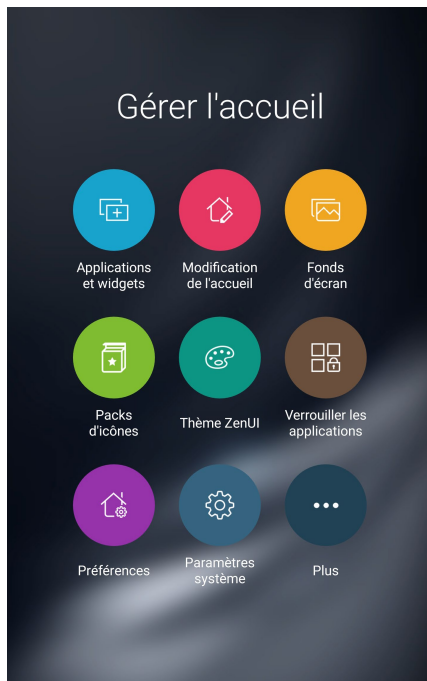 Gérer l'accueil
Applications
et widgets
Modification
de l'accueil
Fonds
d'écran
Packs
d'icônes
Thème ZenUI
Verrouiller les
applications
Préférences
Paramètres
système
Plus